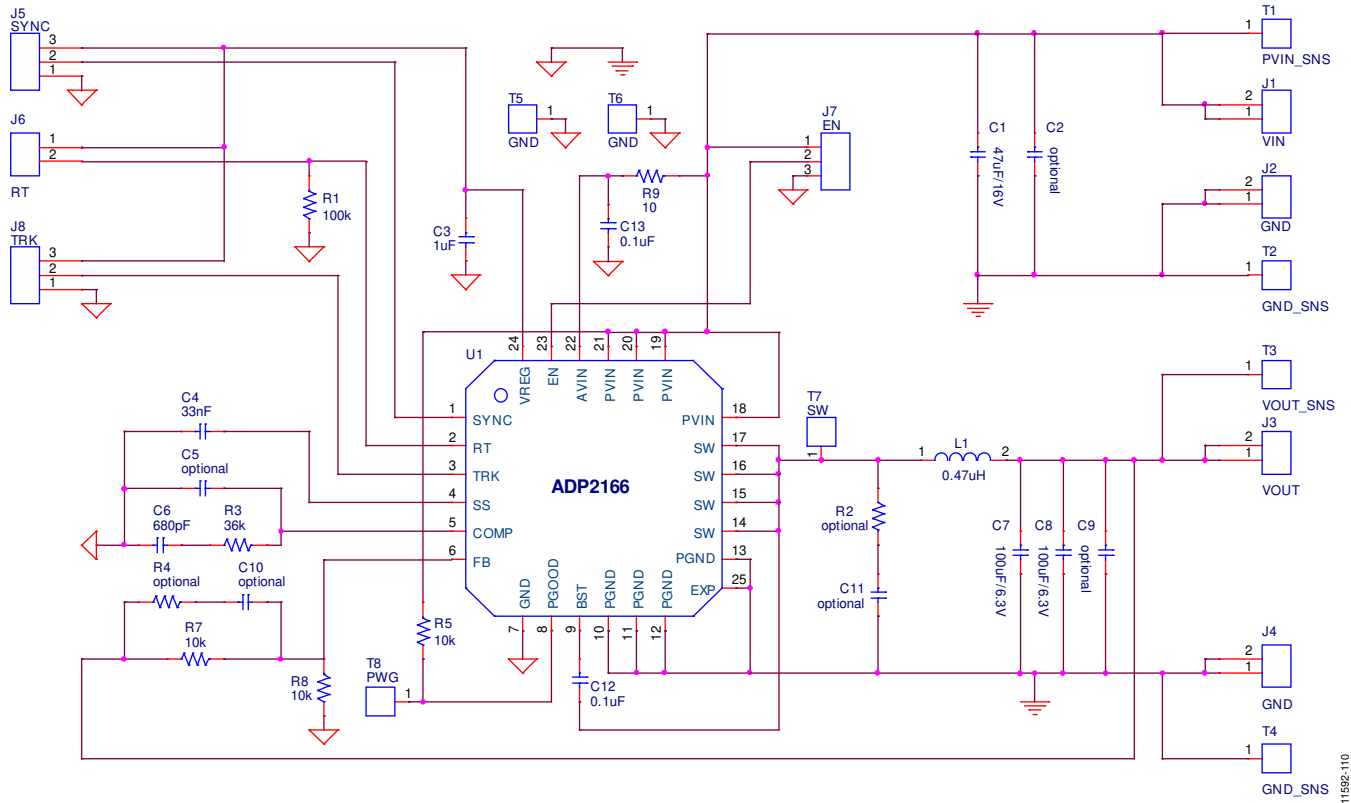 J5
SYNC
3
2
1
J6
1
2
RT
J8
TRK
3
2
1
R1
100k
C3
1uF
T5
1
GND
T6
1
GND
R9
10
C13
0.1uF
J7
EN
1
2
3
C1
47uF/16V
C2
optional
T1
1
PVIN_SNS
J1
2
1
VIN
J2
2
1
GND
T2
1
GND_SNS
U1
24
23
22
21
20
19
VREG
EN
AVIN
PVIN
PVIN
PVIN
1
SYNC
2
RT
3
TRK
4
SS
5
COMP
6
FB
ADP2166
PVIN
18
SW
17
SW
16
SW
15
SW
14
PGND
13
EXP
25
GND
PGOOD
BST
PGND
PGND
PGND
7
8
9
10
11
12
C4
33nF
C5
optional
C6
680pF
R3
36k
R4
optional
C10
optional
R7
10k
R8
10k
R5
10k
T8
PWG
1
C12
0.1uF
T7
SW
1
R2
optional
C11
optional
1
L1
2
0.47uH
C7
100uF/6.3V
C8
100uF/6.3V
C9
optional
T3
1
VOUT_SNS
J3
2
1
VOUT
J4
2
1
GND
T4
1
GND_SNS
11592-110